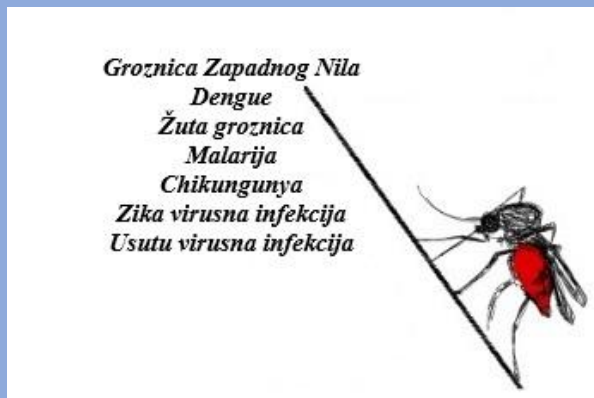 Groznica Zapadnog Nila
Dengue
Žuta groznica
Malarija
Chikungunya
Zika virusna infekcija
Usutu virusna infekcija